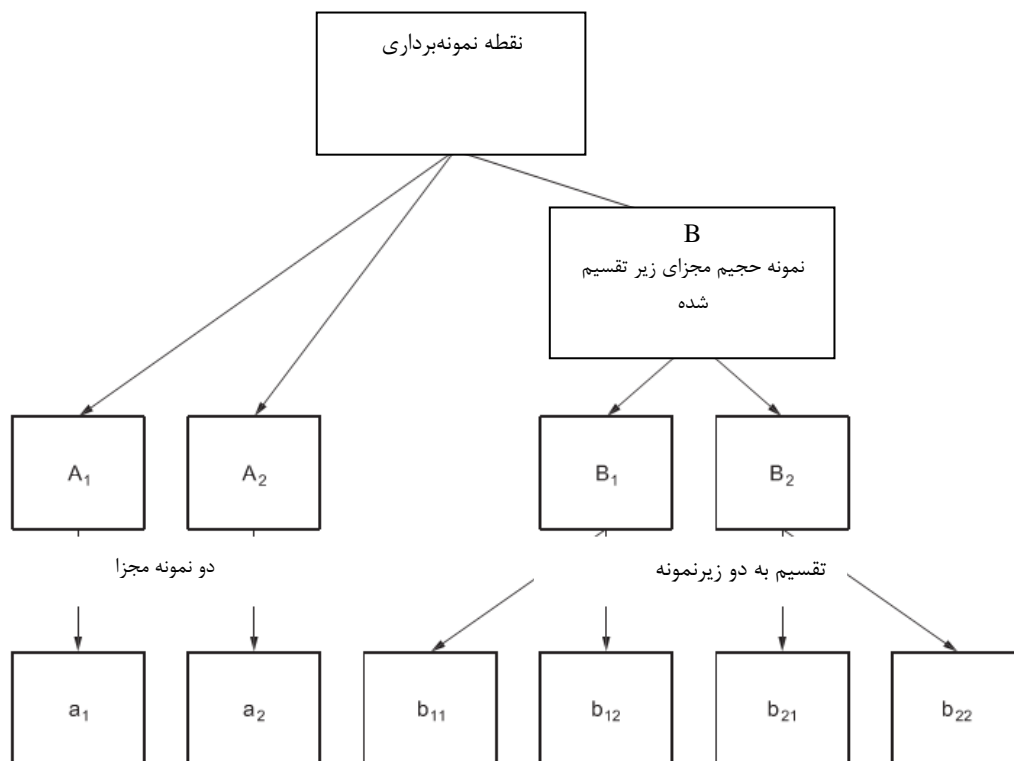 نقطه نمونه‌برداری
B
نمونه حجیم مجزای زیر تقسیم
شده
A₁
A₂
B₁
B₂
دو نمونه مجزا
تقسیم به دو زیرنمونه
a₁
a₂
b₁₁
b₁₂
b₂₁
b₂₂